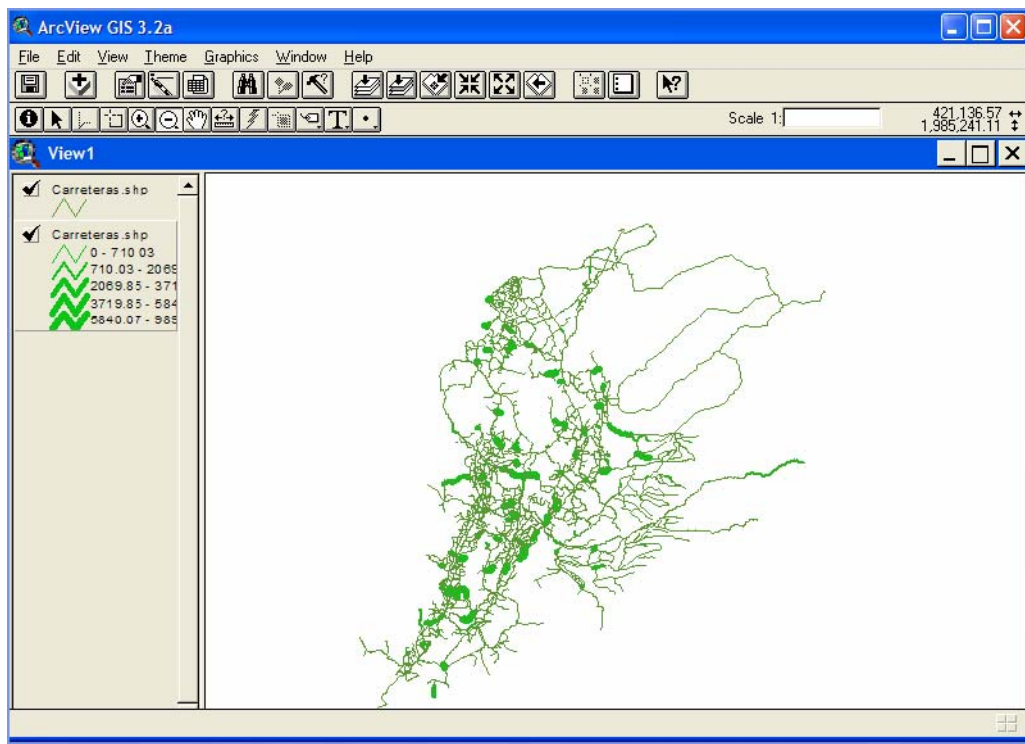 ArcView GIS 3.2a
File Edit View Theme Graphics Window Help
Scale 1:
421,136.57
1,985,241.11
View1
Carreteras.shp
Carreteras.shp
0 - 710 03
710.03 - 2069
2069.85 - 371
3719.85 - 584
5840.07 - 985